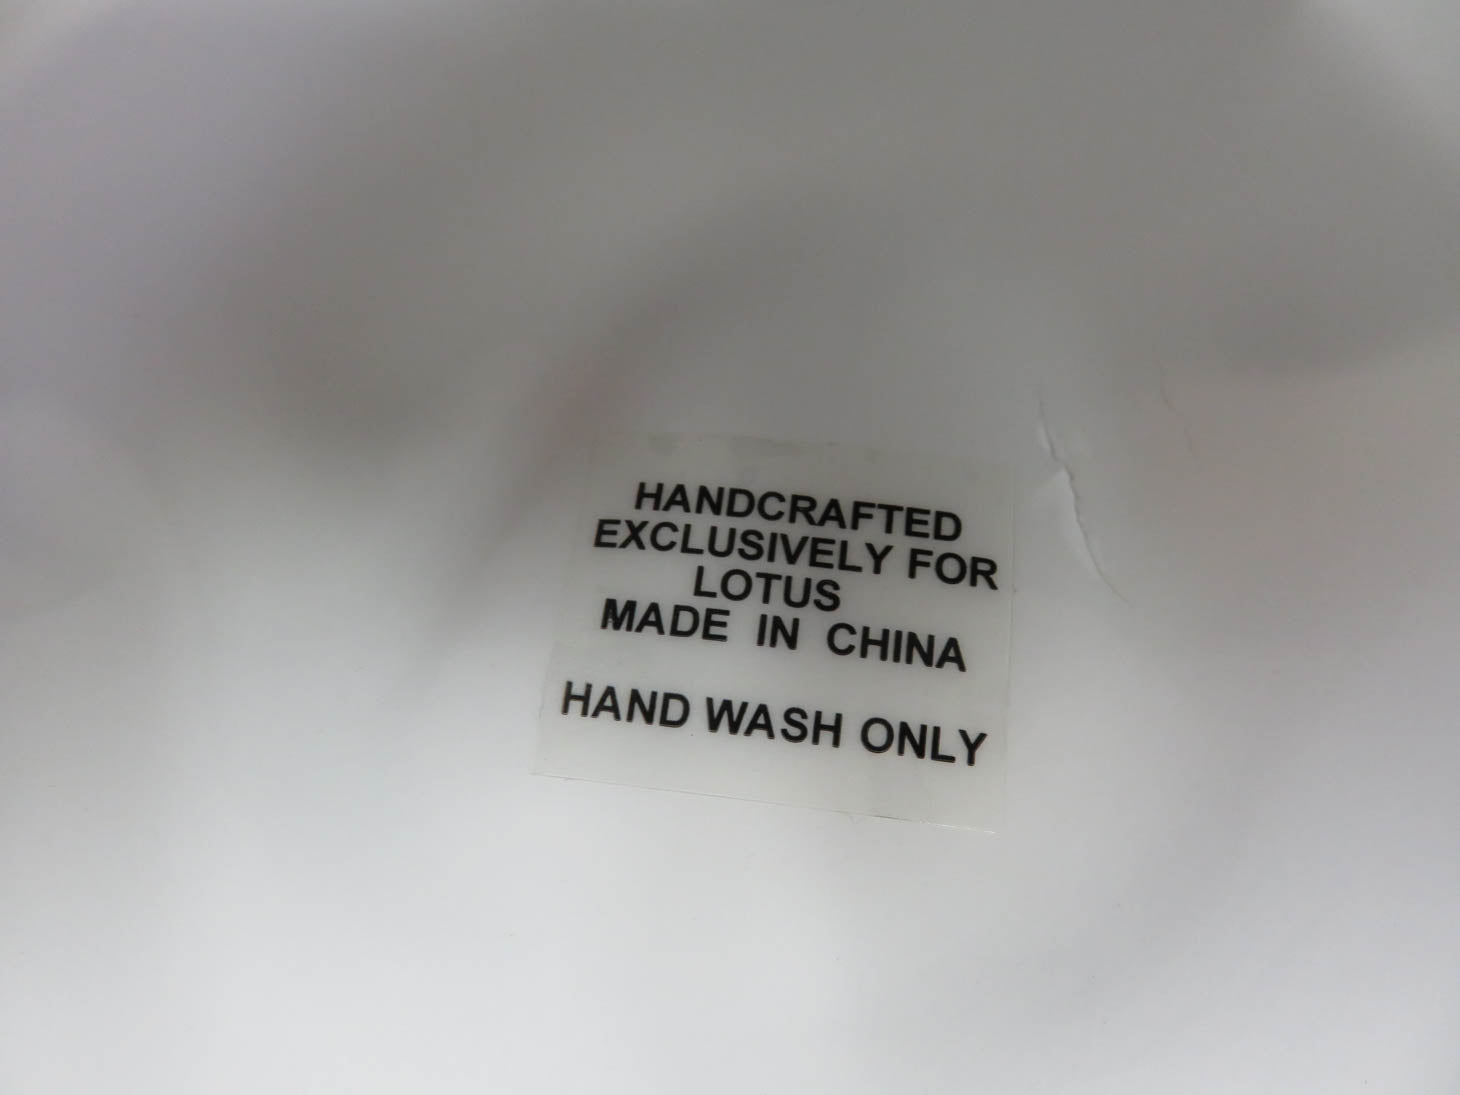 HANDCRAFTED
EXCLUSIVELY FOR
LOTUS
MADE IN CHINA
HAND WASH ONLY